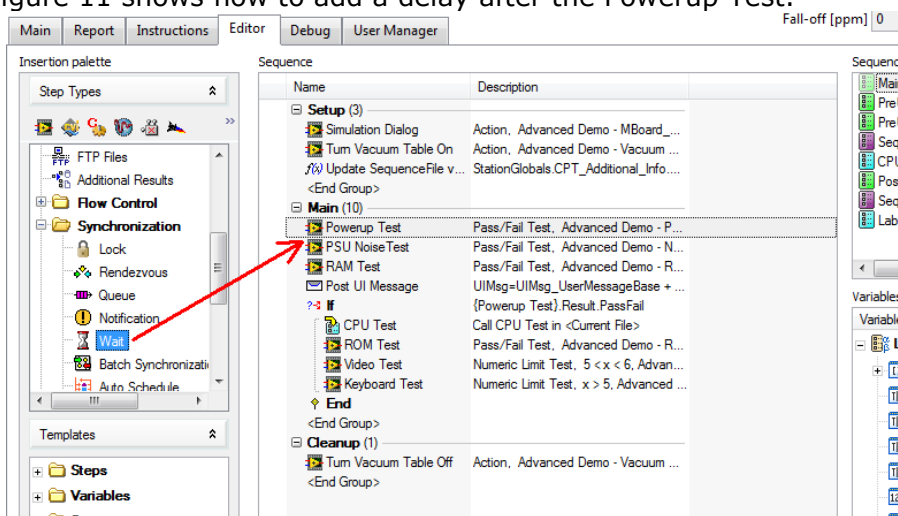 igure 11 shows how to add a delay after the Powerup Test.
Fall-off [ppm] 0
Main Report Instructions Editor Debug User Manager
Insertion palette
Step Types
FTP Files
Additional Results
Flow Control
Synchronization
Lock
Rendezvous
Queue
Notification
Wait
Batch Synchronizati
Auto Schedule
Templates
Steps
Variables
Sequence
Name Description
Setup (3)
Simulation Dialog Action, Advanced Demo - MBoard_...
Turn Vacuum Table On Action, Advanced Demo - Vacuum ...
f(x) Update SequenceFile v... StationGlobals.CPT_Additional_Info....
<End Group>
Main (10)
Powerup Test Pass/Fail Test, Advanced Demo - P...
PSU NoiseTest Pass/Fail Test, Advanced Demo - N...
RAM Test Pass/Fail Test, Advanced Demo - R...
Post UI Message UIMsg=UIMsg_UserMessageBase + ...
If {Powerup Test}.Result.PassFail
CPU Test Call CPU Test in <Current File>
ROM Test Pass/Fail Test, Advanced Demo - R...
Video Test Numeric Limit Test, 5 < x < 6, Advan...
Keyboard Test Numeric Limit Test, x > 5, Advanced ...
End
<End Group>
Cleanup (1)
Turn Vacuum Table Off Action, Advanced Demo - Vacuum ...
<End Group>
Sequenc
Mai
PreU
PreU
Seq
CPU
Pos
Seq
Lab
Variables
Variabl
L